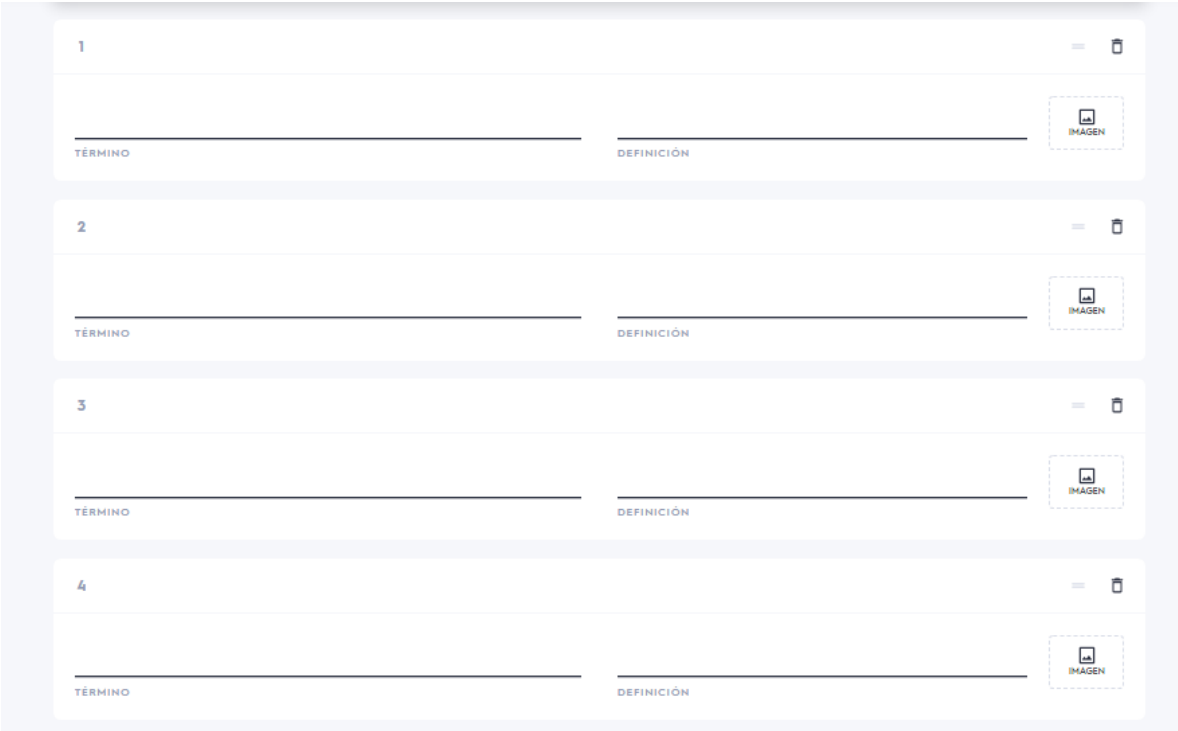 1
IMAGEN
TÉRMINO DEFINICIÓN
2
IMAGEN
TÉRMINO DEFINICIÓN
3
IMAGEN
TÉRMINO DEFINICIÓN
4
IMAGEN
TÉRMINO DEFINICIÓN